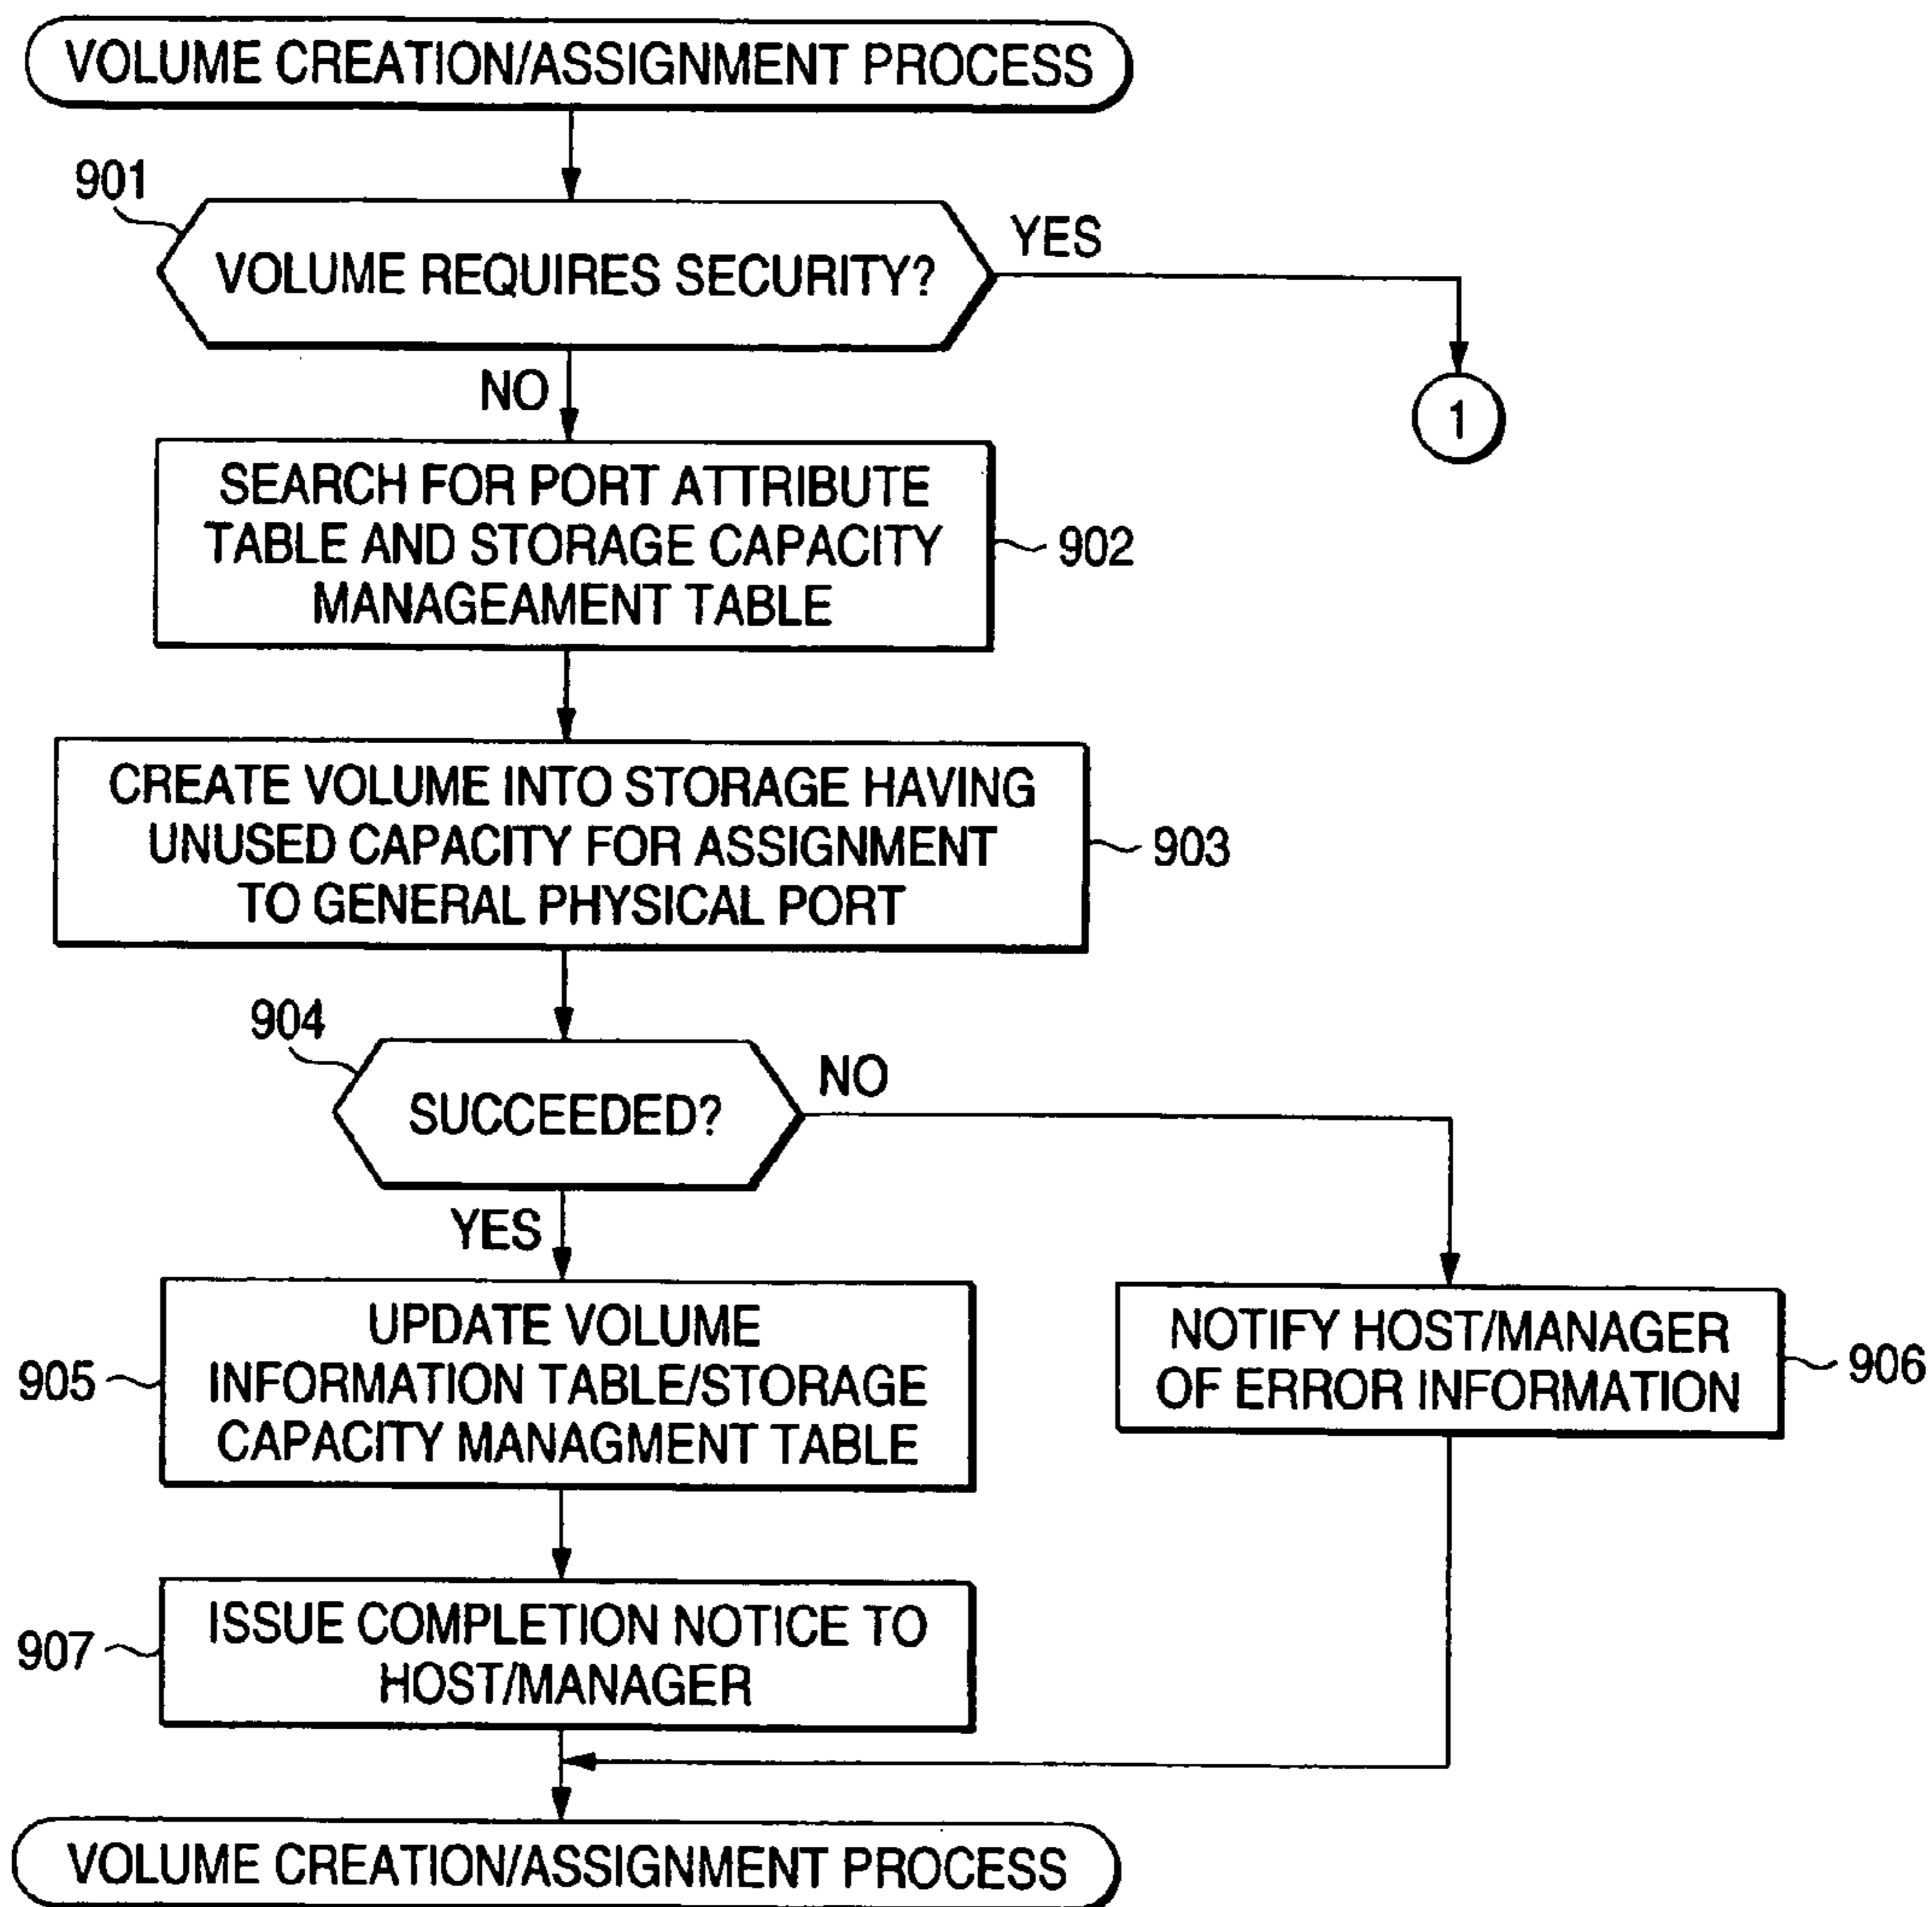 VOLUME CREATION/ASSIGNMENT PROCESS
901
VOLUME REQUIRES SECURITY?
YES
1
NO
SEARCH FOR PORT ATTRIBUTE
TABLE AND STORAGE CAPACITY
MANAGEAMENT TABLE
902
CREATE VOLUME INTO STORAGE HAVING
UNUSED CAPACITY FOR ASSIGNMENT
TO GENERAL PHYSICAL PORT
903
904
SUCCEEDED?
NO
YES
UPDATE VOLUME
INFORMATION TABLE/STORAGE
CAPACITY MANAGMENT TABLE
905
NOTIFY HOST/MANAGER
OF ERROR INFORMATION
906
ISSUE COMPLETION NOTICE TO
HOST/MANAGER
907
VOLUME CREATION/ASSIGNMENT PROCESS